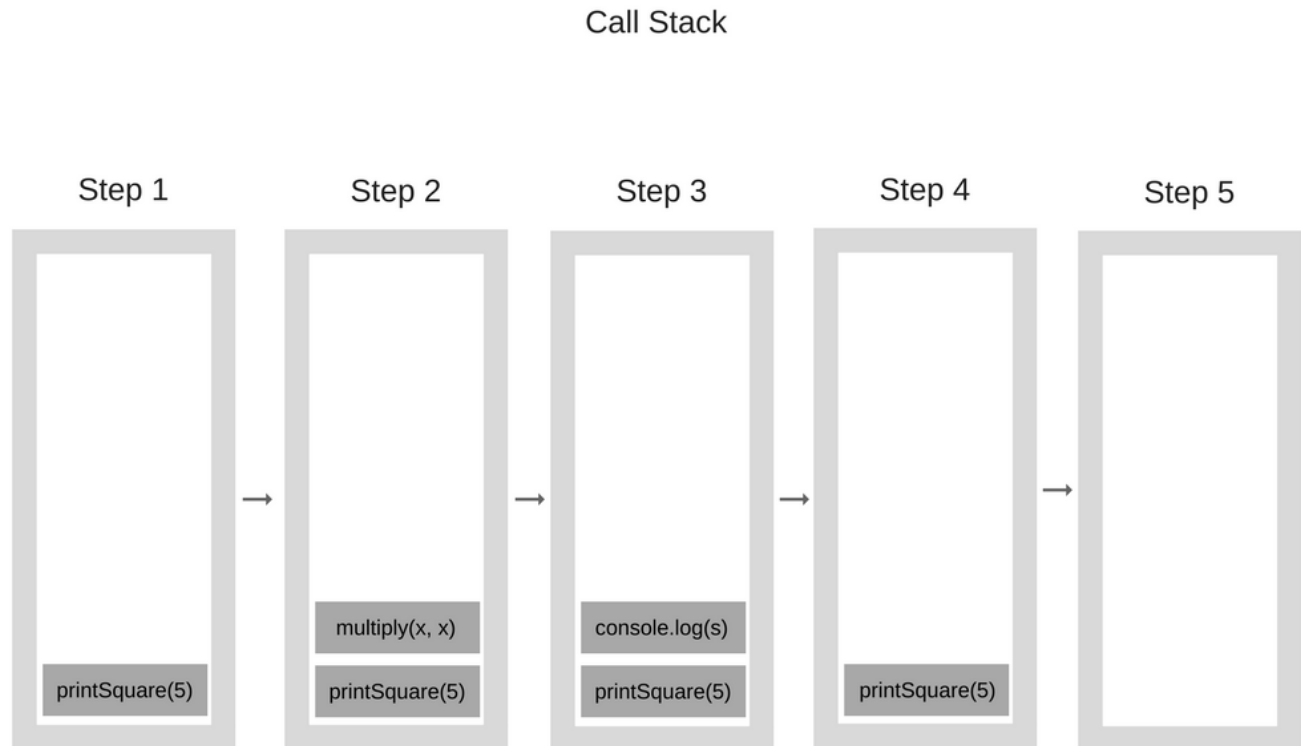 Call Stack
Step 1
Step 2
Step 3
Step 4
Step 5
printSquare(5)
multiply(x, x)
printSquare(5)
console.log(s)
printSquare(5)
printSquare(5)